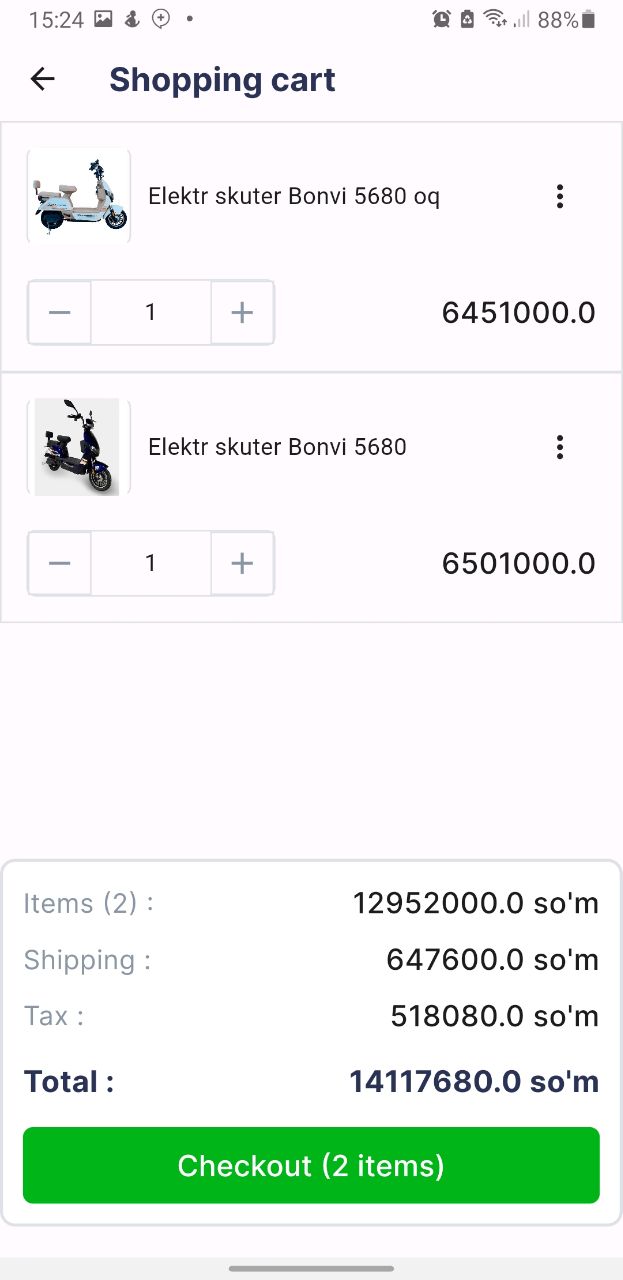 15:24
88%
Shopping cart
Elektr skuter Bonvi 5680 oq
1
6451000.0
Elektr skuter Bonvi 5680
1
6501000.0
Items (2) :
12952000.0 so'm
Shipping :
647600.0 so'm
Tax :
518080.0 so'm
Total :
14117680.0 so'm
Checkout (2 items)